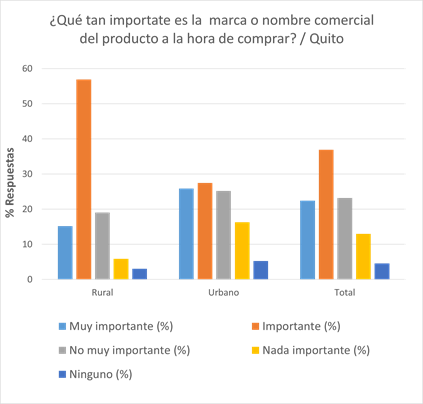 ¿Qué tan importate es la marca o nombre comercial
del producto a la hora de comprar? / Quito
% Respuestas
60
50
40
30
20
10
0
Rural Urbano Total
Muy importante (%) Importante (%)
No muy importante (%) Nada importante (%)
Ninguno (%)